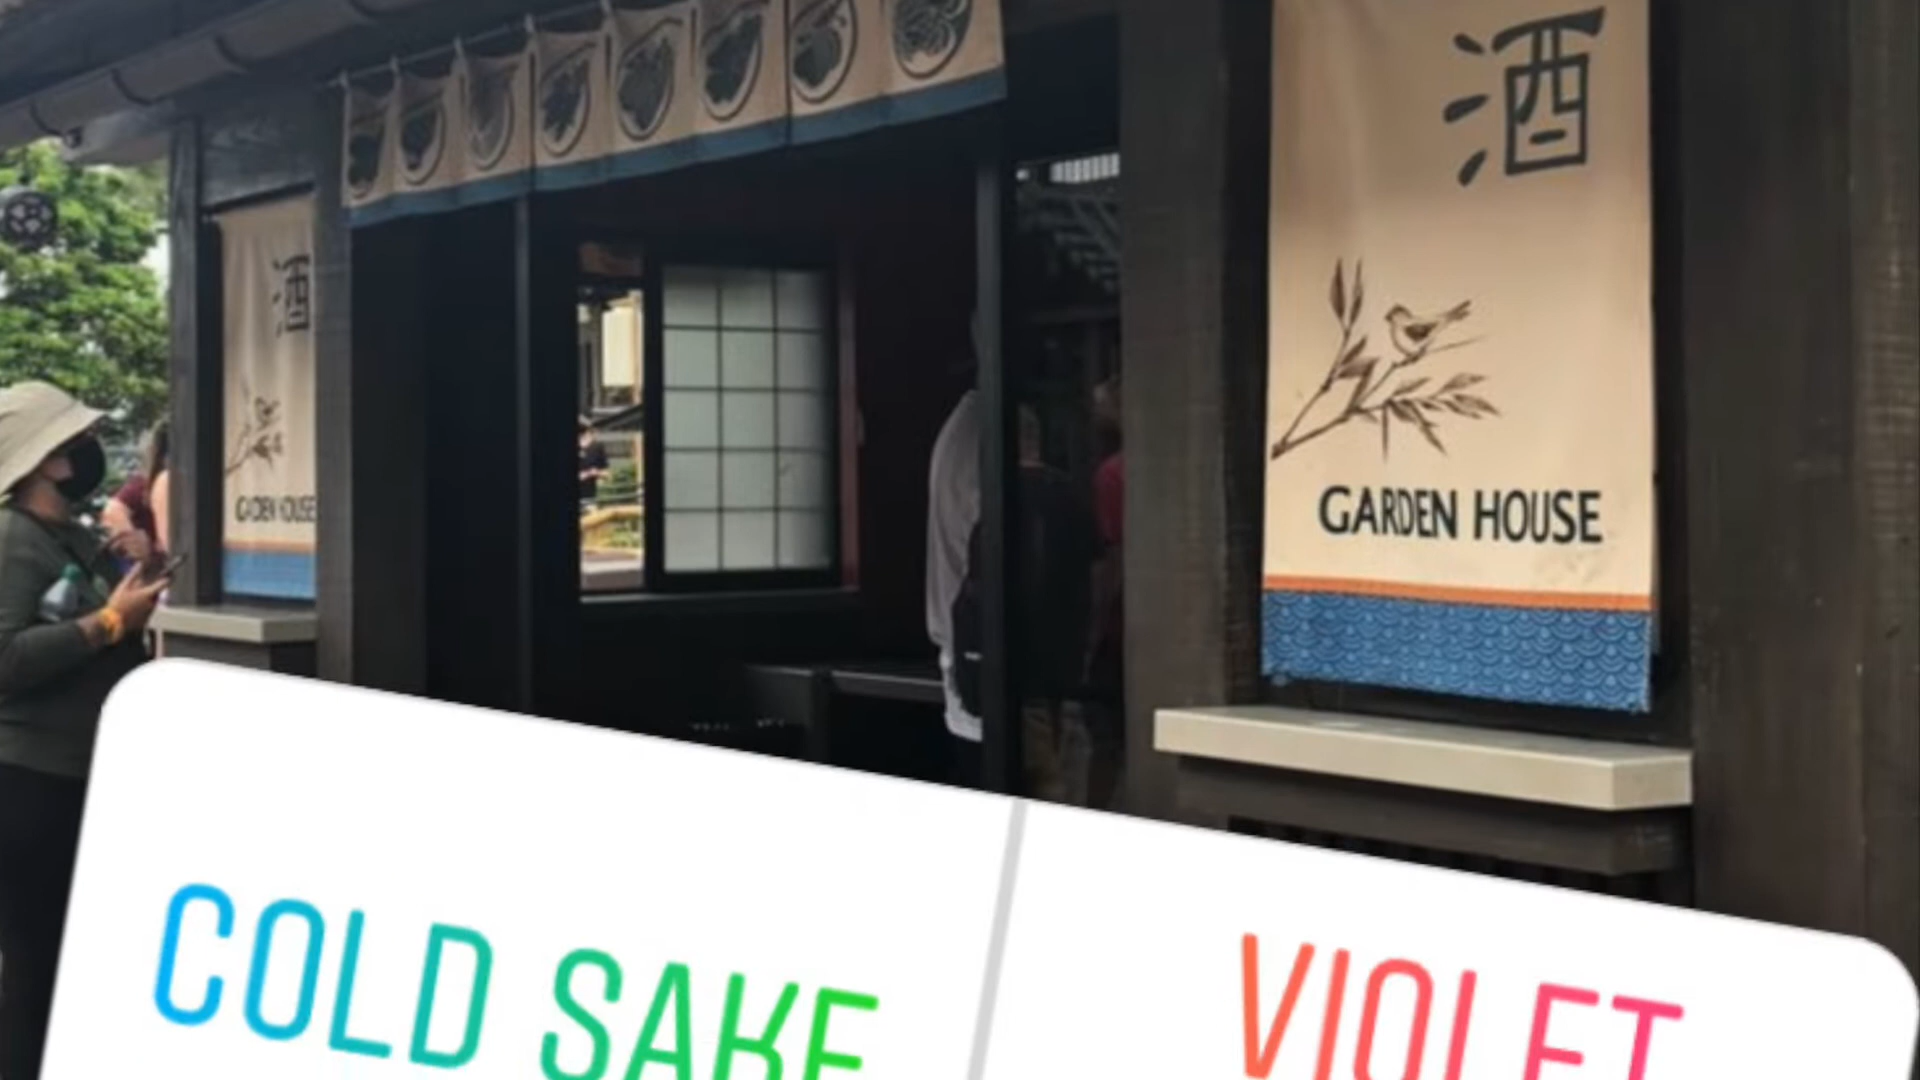 酒
GARDEN HOUSE
酒
GARDEN HOUSE
COLD SAKE
VIOLET